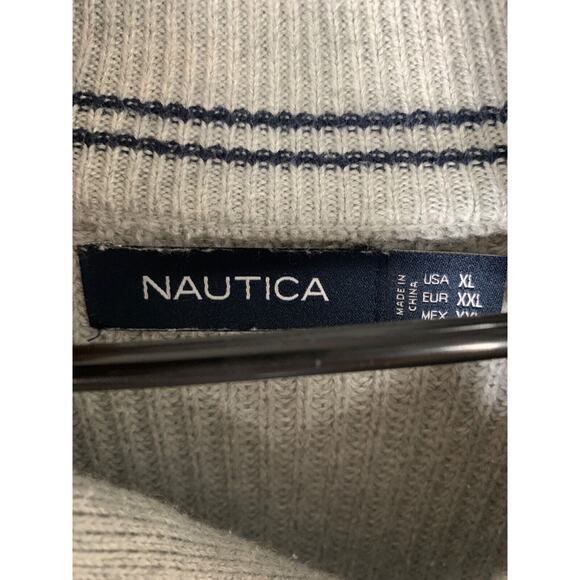 NAUTICA
MADE IN
CHINA
USA XL
EUR XXL
MEX